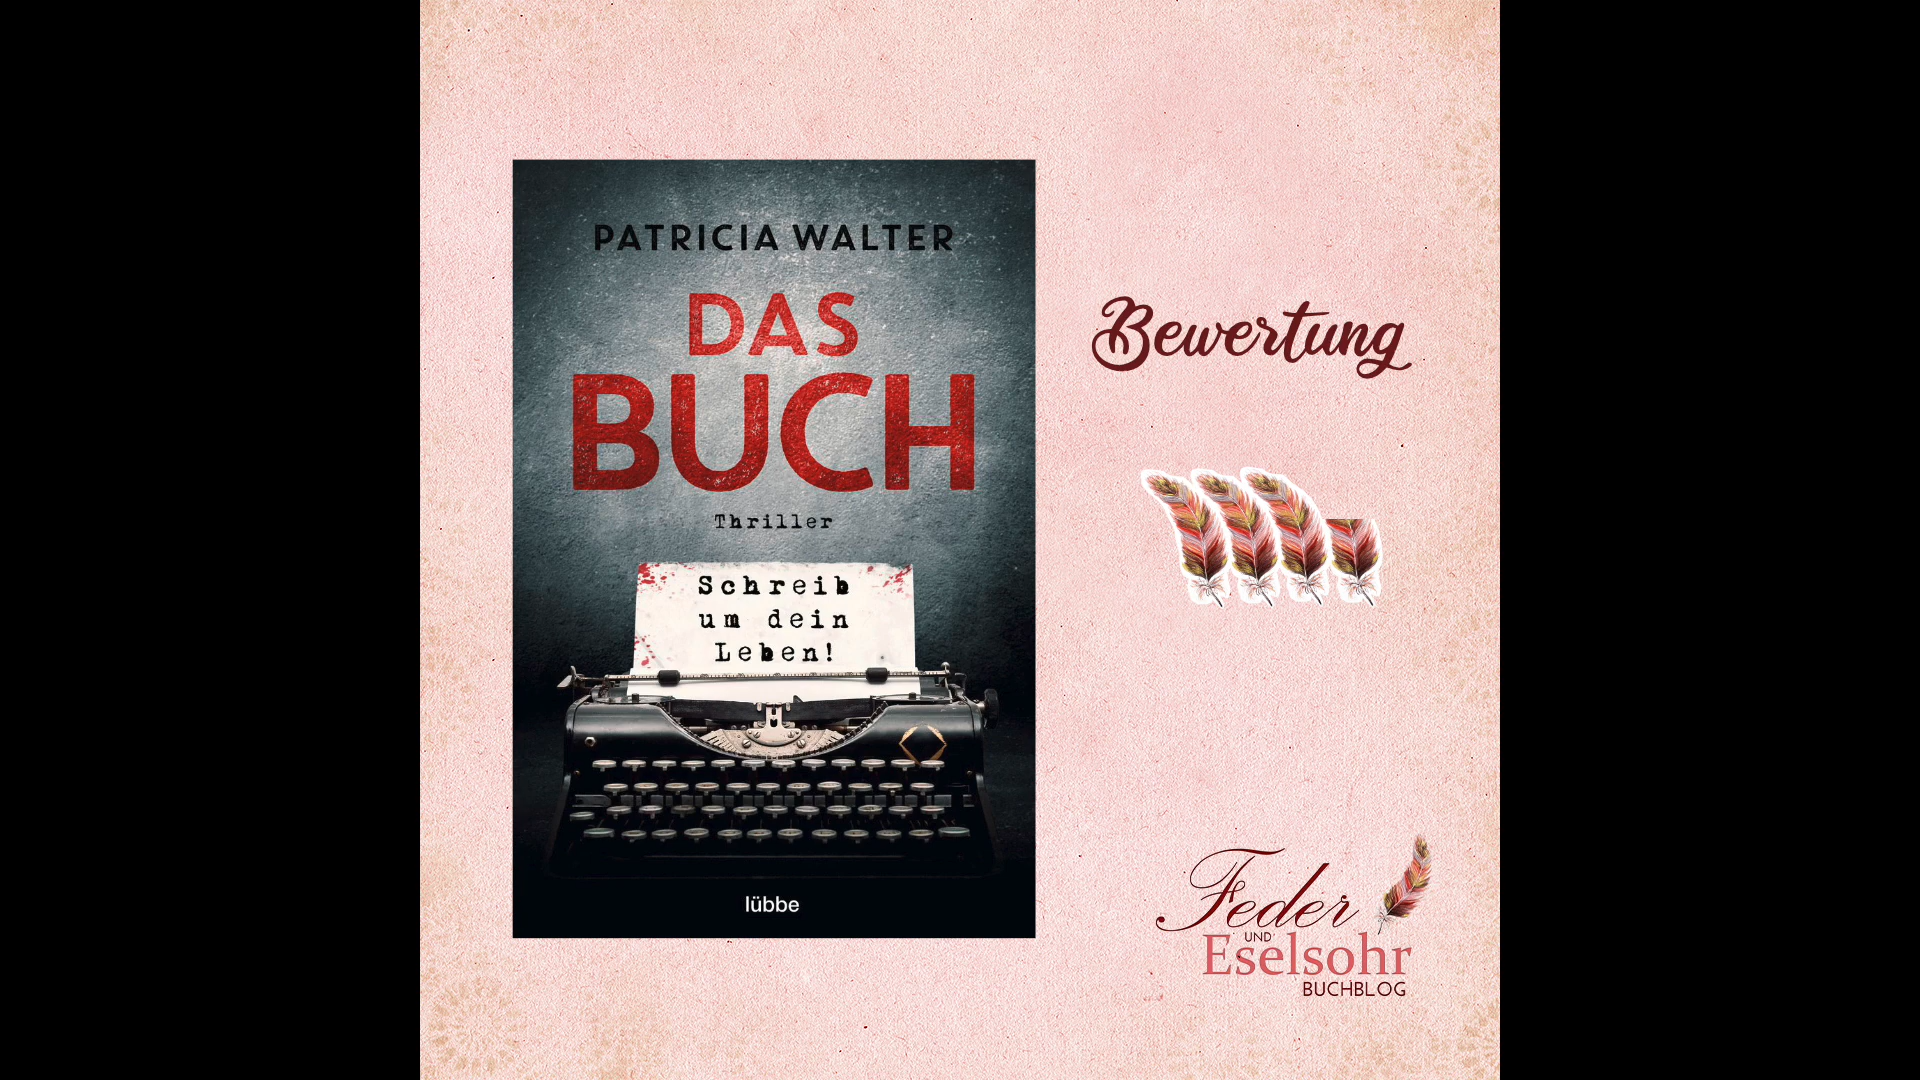 PATRICIA WALTER
DAS
BUCH
Thriller
Schreib
um dein
Leben!
lübbe
Bewertung
Feder
UND
Eselsohr
BUCHBLOG